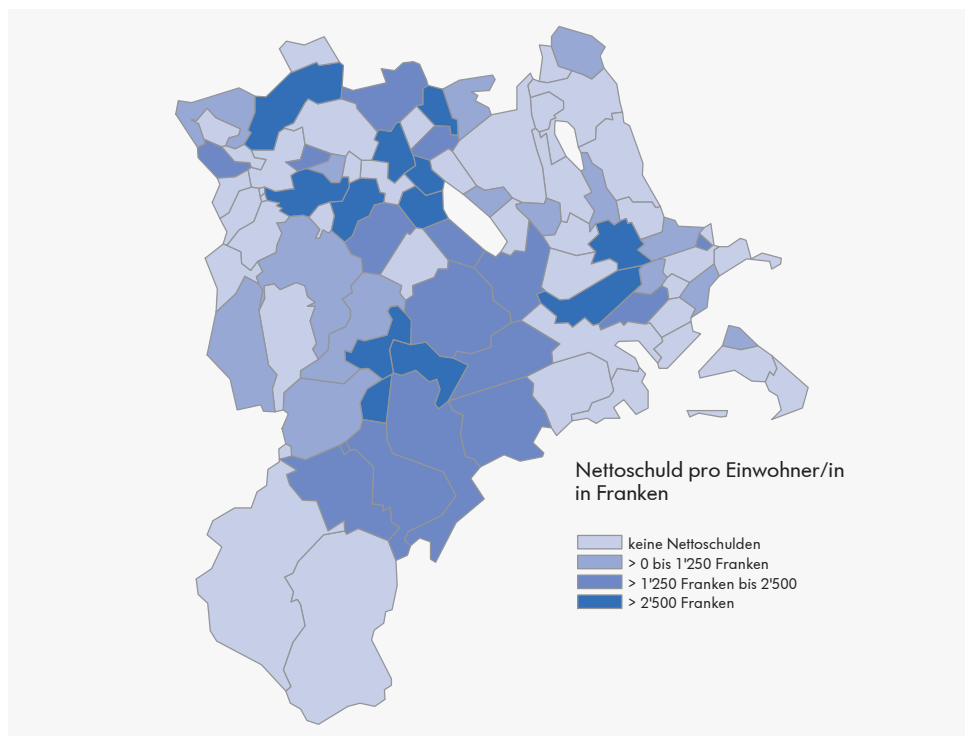 Nettoschuld pro Einwohner/in
in Franken
keine Nettoschulden
> 0 bis 1'250 Franken
> 1'250 Franken bis 2'500
> 2'500 Franken